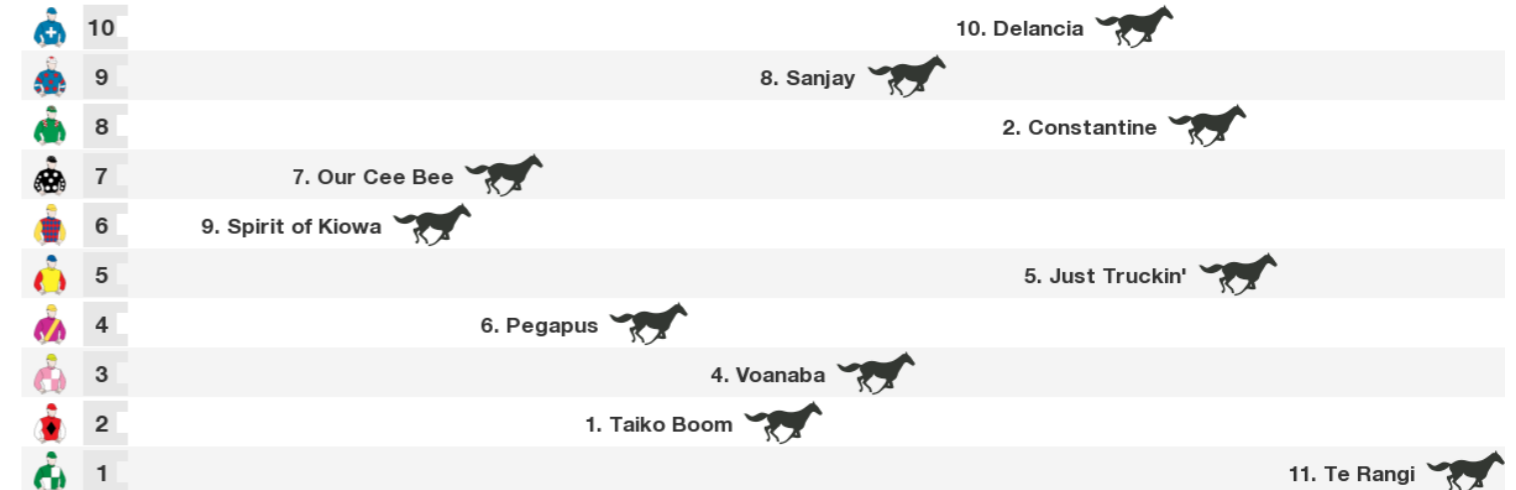 10 10. Delancia
9 8. Sanjay
8 2. Constantine
7 7. Our Cee Bee
6 9. Spirit of Kiowa
5 5. Just Truckin'
4 6. Pegapus
3 4. Voanaba
2 1. Taiko Boom
1 11. Te Rangi